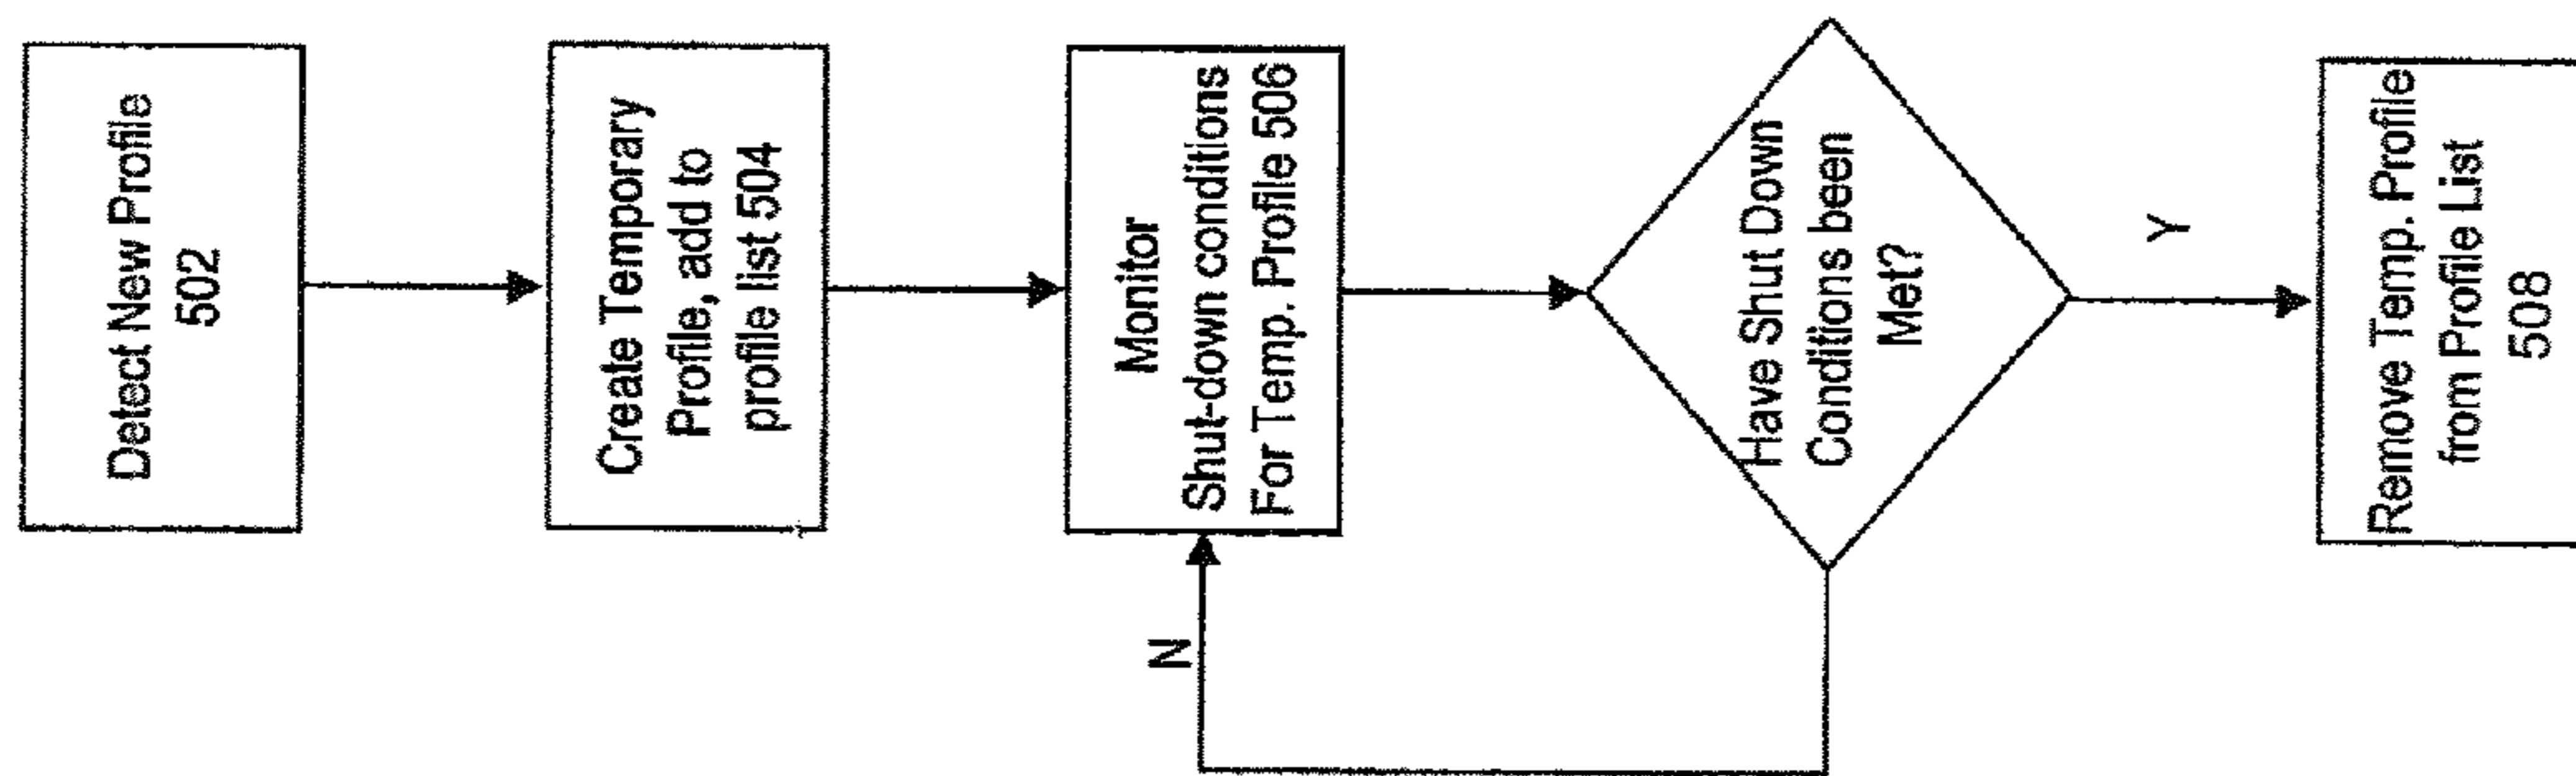 Detect New Profile
502
Create Temporary
Profile, add to
profile list 504
Monitor
Shut-down conditions
For Temp. Profile 506
Have Shut Down
Conditions been
Met?
N
Y
Remove Temp. Profile
from Profile List
508